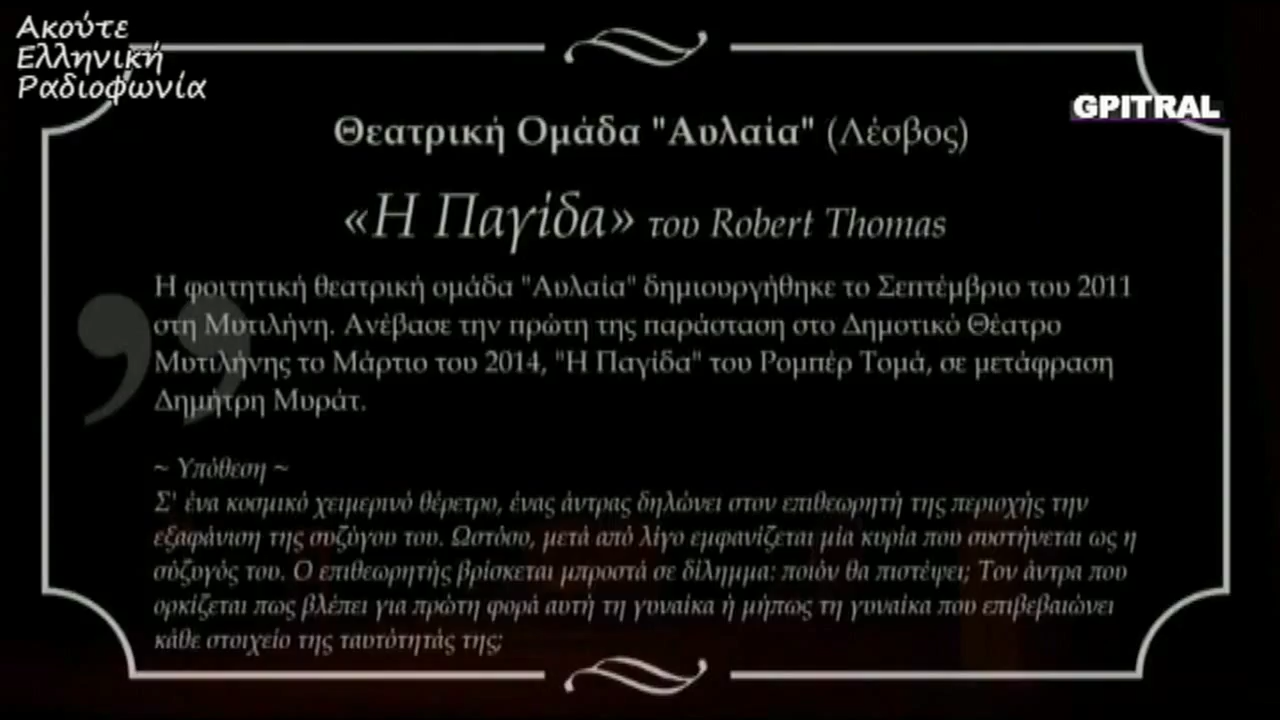 Ακούτε
Ελληνική
Ραδιοφωνία
GPITRAL
Θεατρική Ομάδα "Αυλαία" (Λέσβος)
«Η Παγίδα» του Robert Thomas
Η φοιτητική θεατρική ομάδα "Αυλαία" δημιουργήθηκε το Σεπτέμβριο του 2011
στη Μυτιλήνη. Ανέβασε την πρώτη της παράσταση στο Δημοτικό Θέατρο
Μυτιλήνης το Μάρτιο του 2014, "Η Παγίδα" του Ρομπέρ Τομά, σε μετάφραση
Δημήτρη Μυράτ.
~ Υπόθεση ~
Σ' ένα κοσμικό χειμερινό θέρετρο, ένας άντρας δηλώνει στον επιθεωρητή της περιοχής την
εξαφάνιση της συζύγου του. Ωστόσο, μετά από λίγο εμφανίζεται μία κυρία που συστήνεται ως η
σύζυγός του. Ο επιθεωρητής βρίσκεται μπροστά σε δίλημμα: ποιόν θα πιστέψει; Τον άντρα που
ορκίζεται πως βλέπει για πρώτη φορά αυτή τη γυναίκα ή μήπως τη γυναίκα που επιβεβαιώνει
κάθε στοιχείο της ταυτότητάς της;